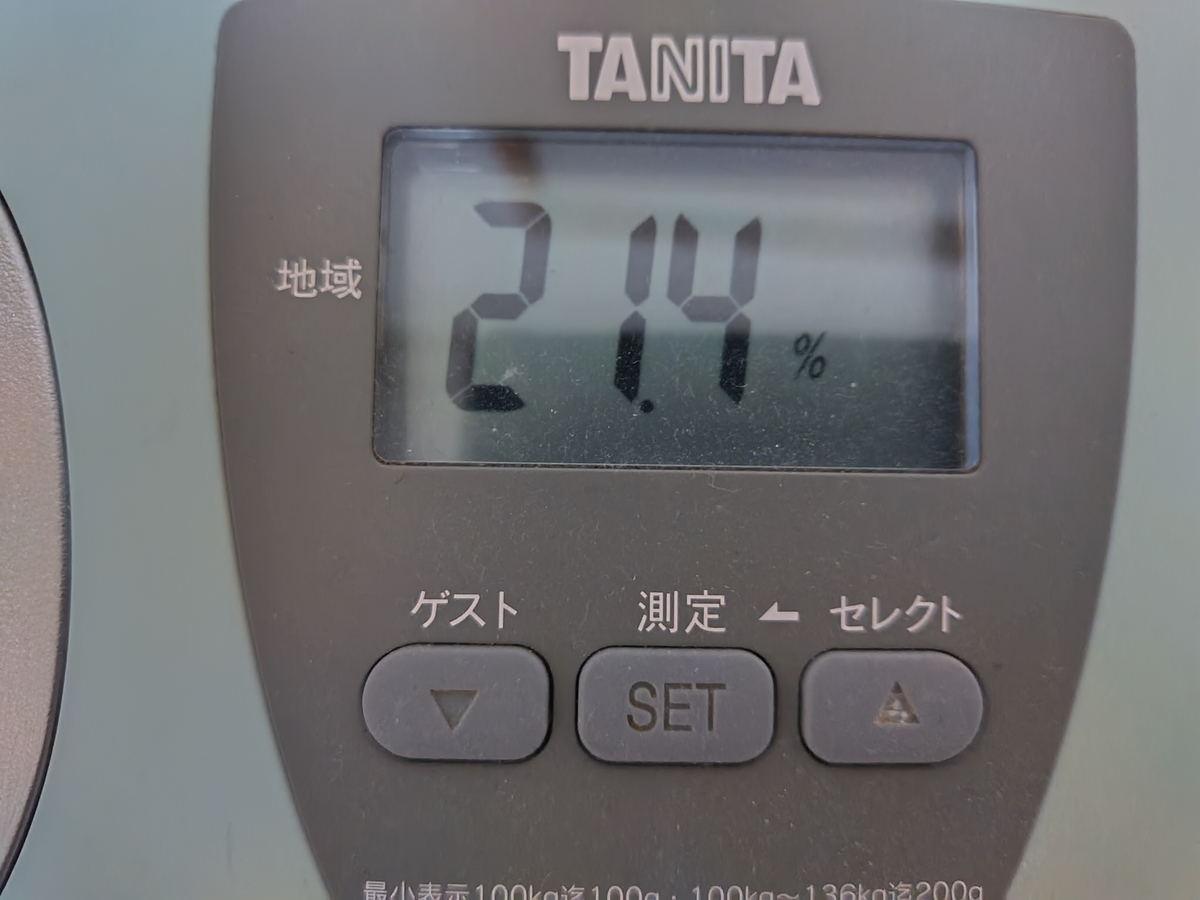 TANITA
地域
21.4 %
ゲスト 測定 セレクト
SET
最小表示100kg迄100g・100kg～136kg迄200g